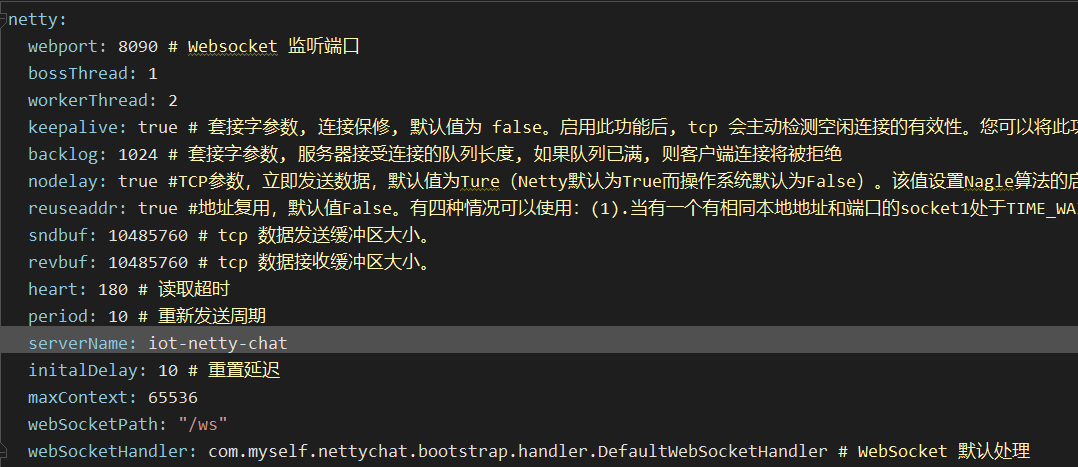 netty:
webport: 8090 # Websocket 监听端口
bossThread: 1
workerThread: 2
keepalive: true # 套接字参数, 连接保修, 默认值为 false。启用此功能后, tcp 会主动检测空闲连接的有效性。您可以将此功
backlog: 1024 # 套接字参数, 服务器接受连接的队列长度, 如果队列已满, 则客户端连接将被拒绝
nodelay: true #TCP参数，立即发送数据，默认值为Ture（Netty默认为True而操作系统默认为False）。该值设置Nagle算法的启
reuseaddr: true #地址复用，默认值False。有四种情况可以使用：(1).当有一个有相同本地地址和端口的socket1处于TIME_WA
sndbuf: 10485760 # tcp 数据发送缓冲区大小。
revbuf: 10485760 # tcp 数据接收缓冲区大小。
heart: 180 # 读取超时
period: 10 # 重新发送周期
serverName: iot-netty-chat
initalDelay: 10 # 重置延迟
maxContext: 65536
webSocketPath: "/ws"
webSocketHandler: com.myself.nettychat.bootstrap.handler.DefaultWebSocketHandler # WebSocket 默认处理